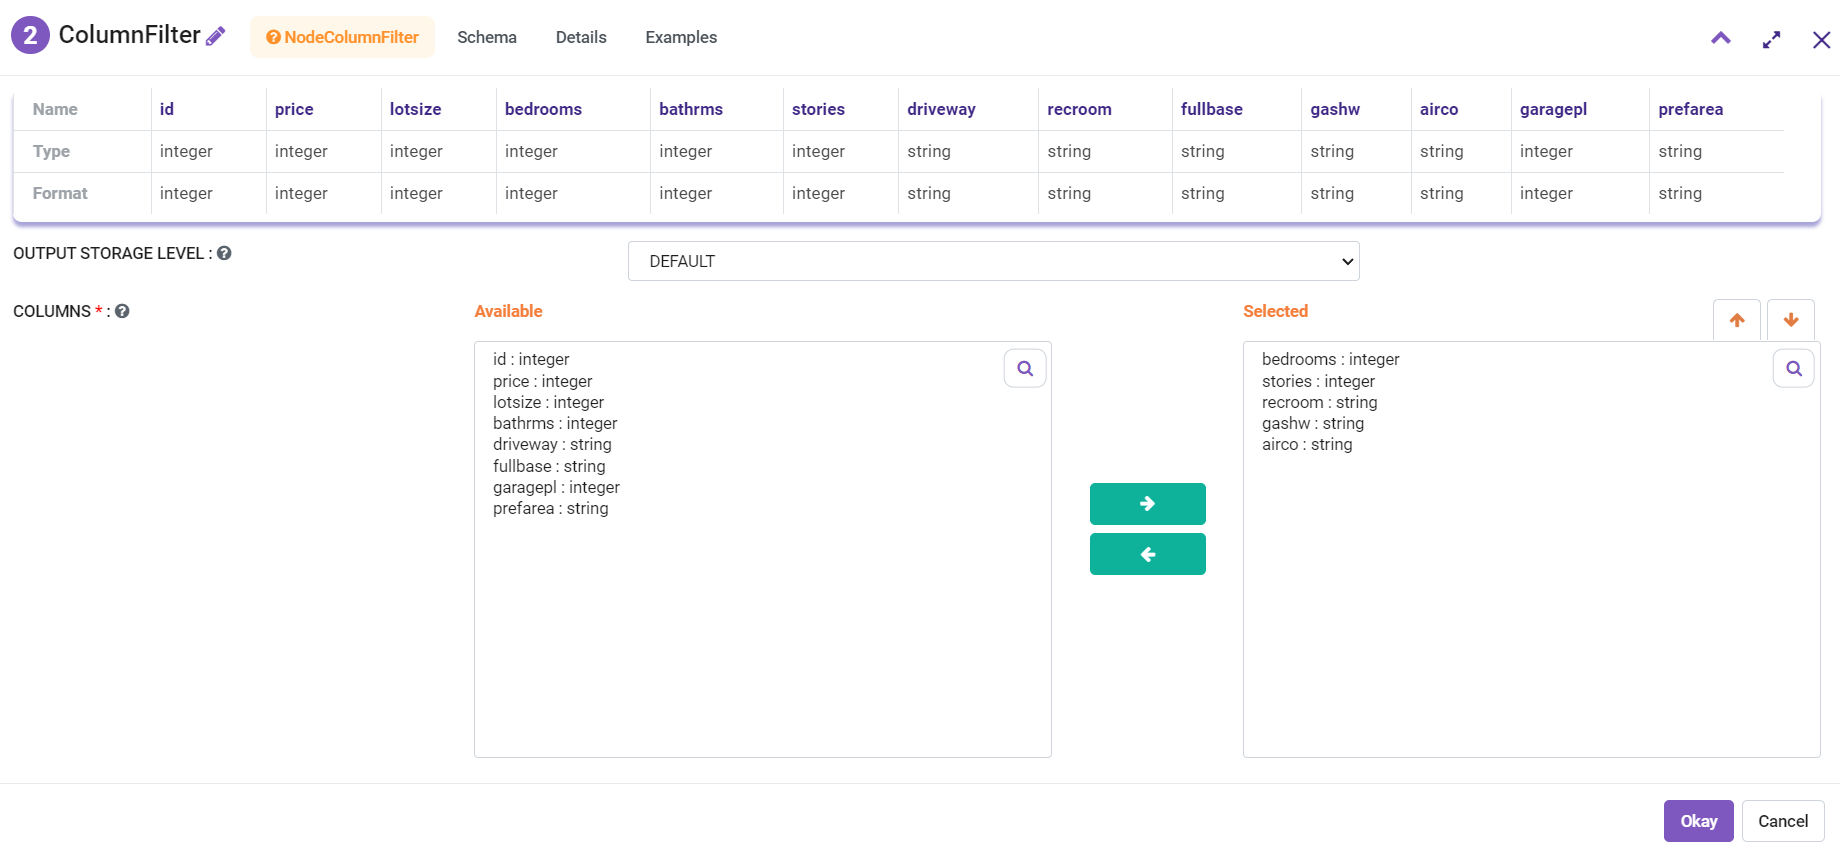 2 ColumnFilter NodeColumnFilter Schema Details Examples
Name id price lotsize bedrooms bathrms stories driveway recroom fullbase gashw airco garagepl prefarea
Type integer integer integer integer integer integer string string string string string integer string
Format integer integer integer integer integer integer string string string string string integer string
OUTPUT STORAGE LEVEL :
DEFAULT
COLUMNS * :
Available
id : integer
price : integer
lotsize : integer
bathrms : integer
driveway : string
fullbase : string
garagepl : integer
prefarea : string
Selected
bedrooms : integer
stories : integer
recroom : string
gashw : string
airco : string
Okay Cancel